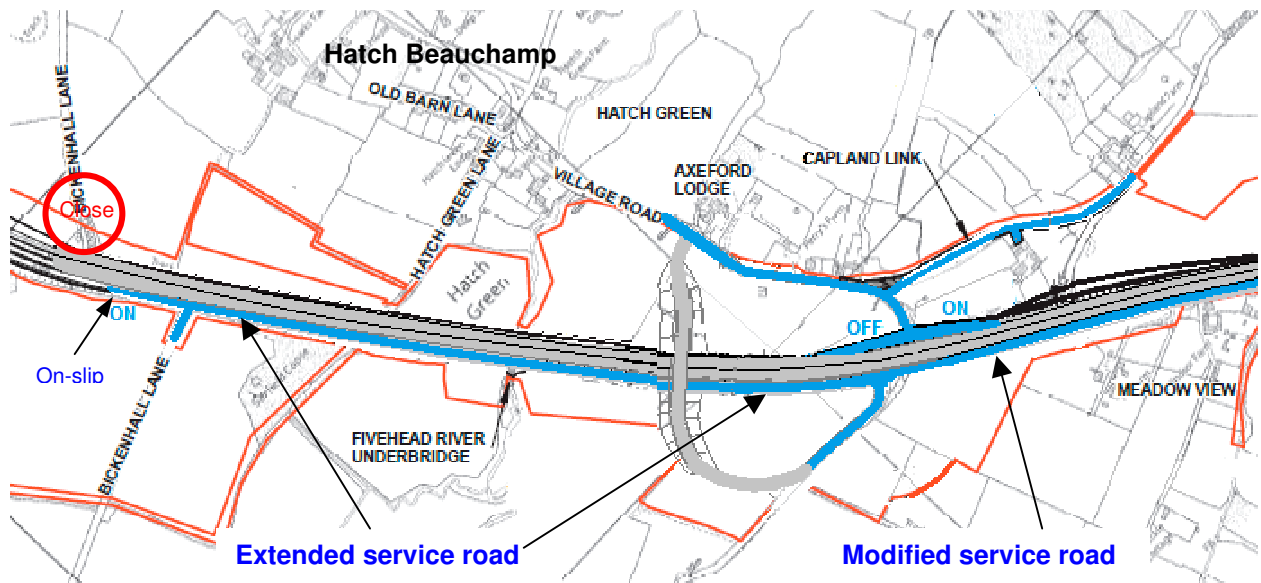 Hatch Beauchamp
OLD BARN LANE
HATCH GREEN
BICKENHALL LANE
Close
HATCH GREEN LANE
VILLAGE ROAD
AXEFORD
LODGE
CAPLAND LINK
Hatch
Green
ON
OFF
ON
On-slip
BICKENHALL LANE
FIVEHEAD RIVER
UNDERBRIDGE
MEADOW VIEW
Extended service road
Modified service road